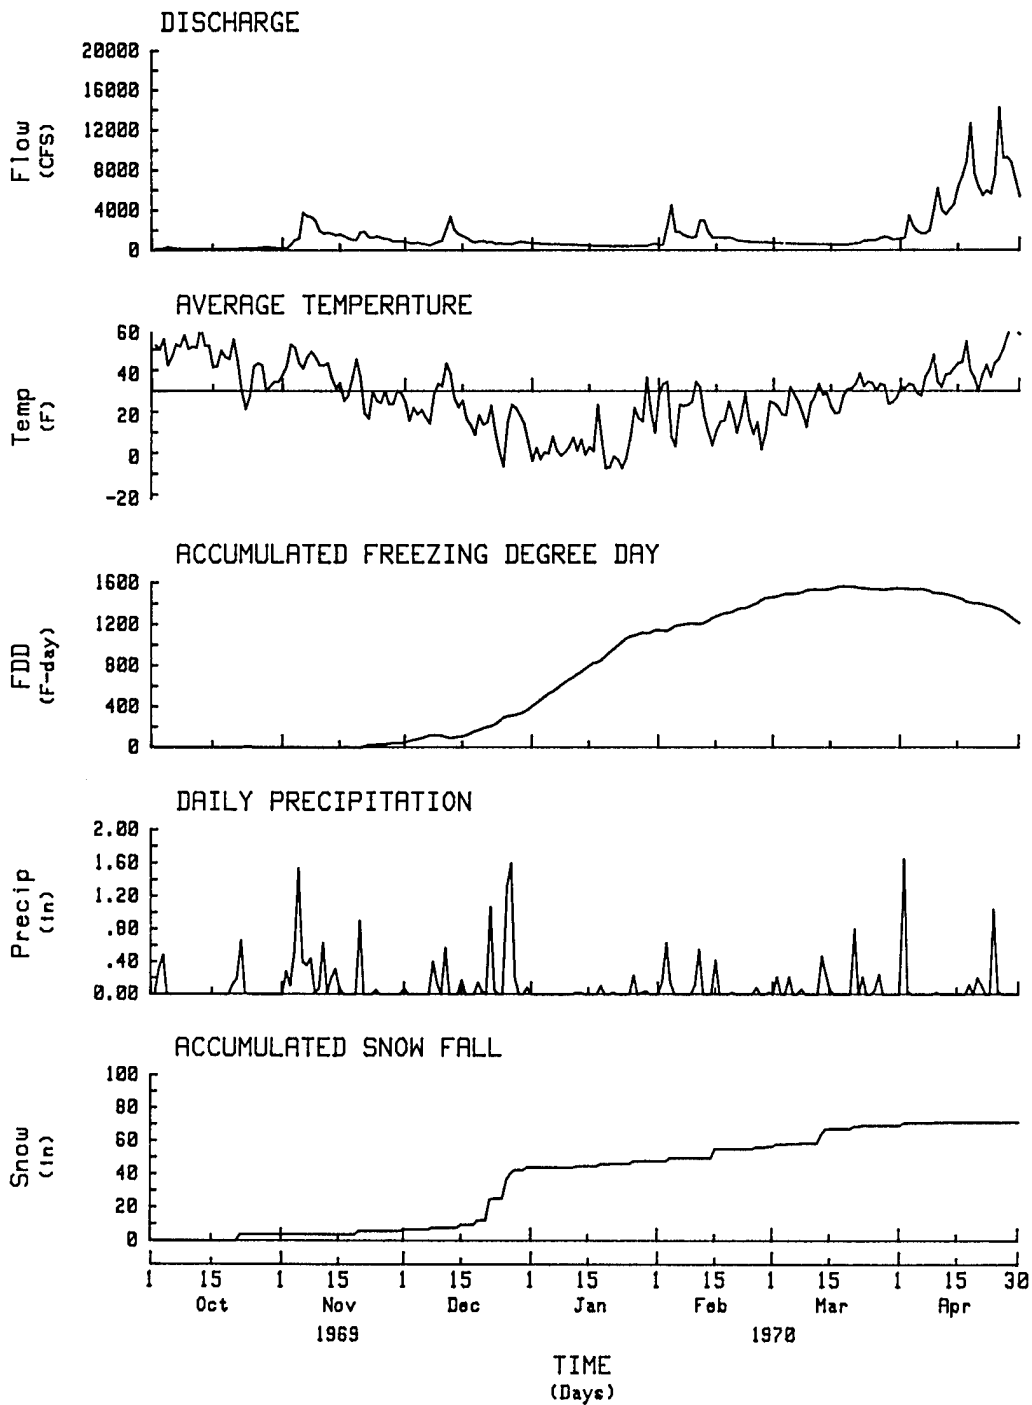 DISCHARGE
20000
16000
12000
8000
4000
0
Flow
(CFS)
AVERAGE TEMPERATURE
60
40
20
0
-20
Temp
(F)
ACCUMULATED FREEZING DEGREE DAY
1600
1200
800
400
0
FDD
(F-day)
DAILY PRECIPITATION
2.00
1.60
1.20
.80
.40
0.00
Precip
(in)
ACCUMULATED SNOW FALL
100
80
60
40
20
0
Snow
(in)
1 15 1 15 1 15 1 15 1 15 1 15 1 15 30
Oct Nov Dec Jan Feb Mar Apr
1969 1970
TIME
(Days)